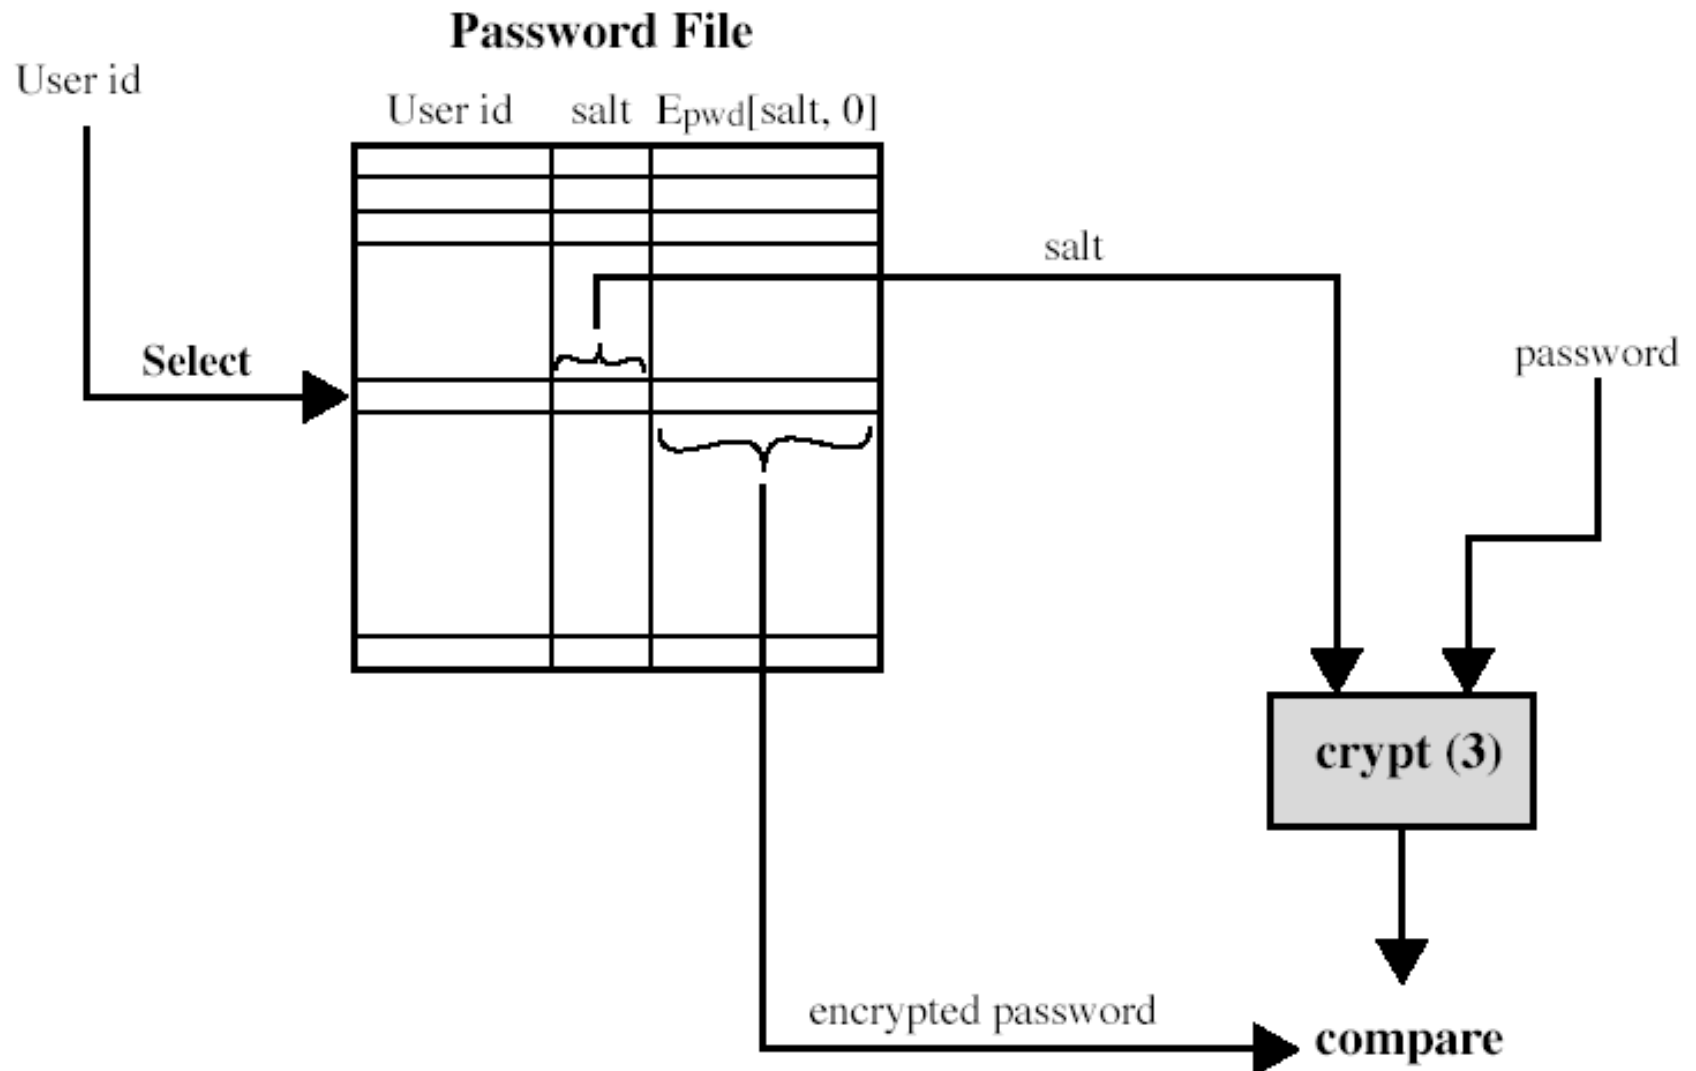 Password File
User id
User id salt Epwd[salt, 0]
salt
Select
password
crypt (3)
encrypted password
compare